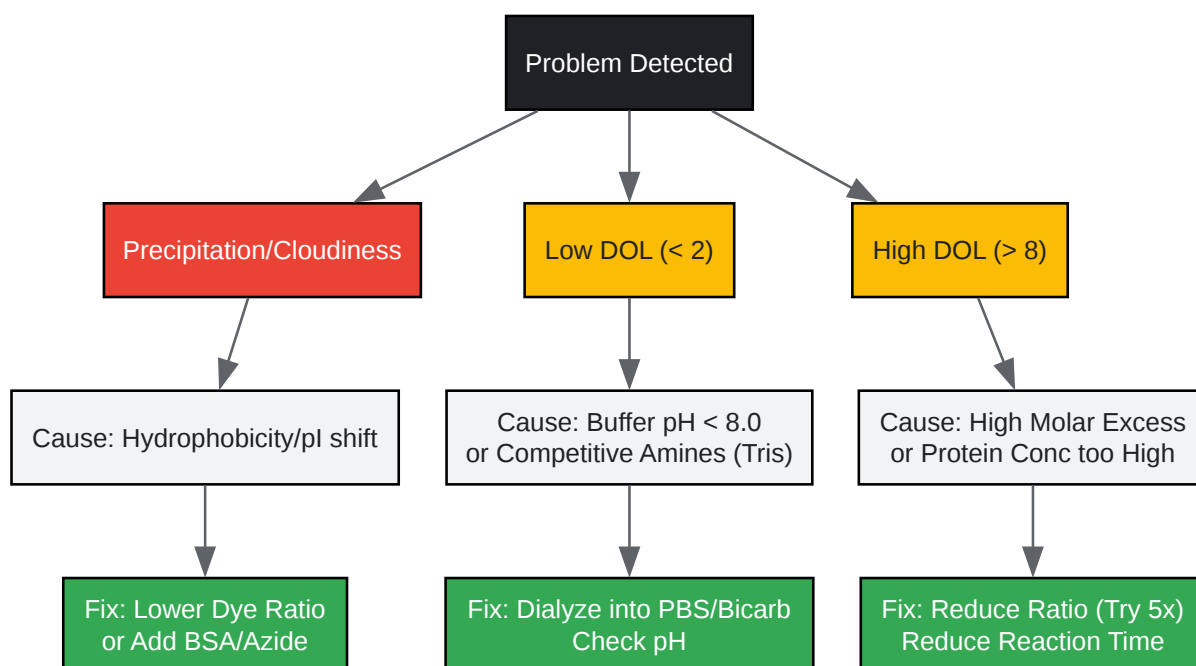 Problem Detected
Precipitation/Cloudiness
Low DOL (< 2)
High DOL (> 8)
Cause: Hydrophobicity/pI shift
Cause: Buffer pH < 8.0
or Competitive Amines (Tris)
Cause: High Molar Excess
or Protein Conc too High
Fix: Lower Dye Ratio
or Add BSA/Azide
Fix: Dialyze into PBS/Bicarb
Check pH
Fix: Reduce Ratio (Try 5x)
Reduce Reaction Time